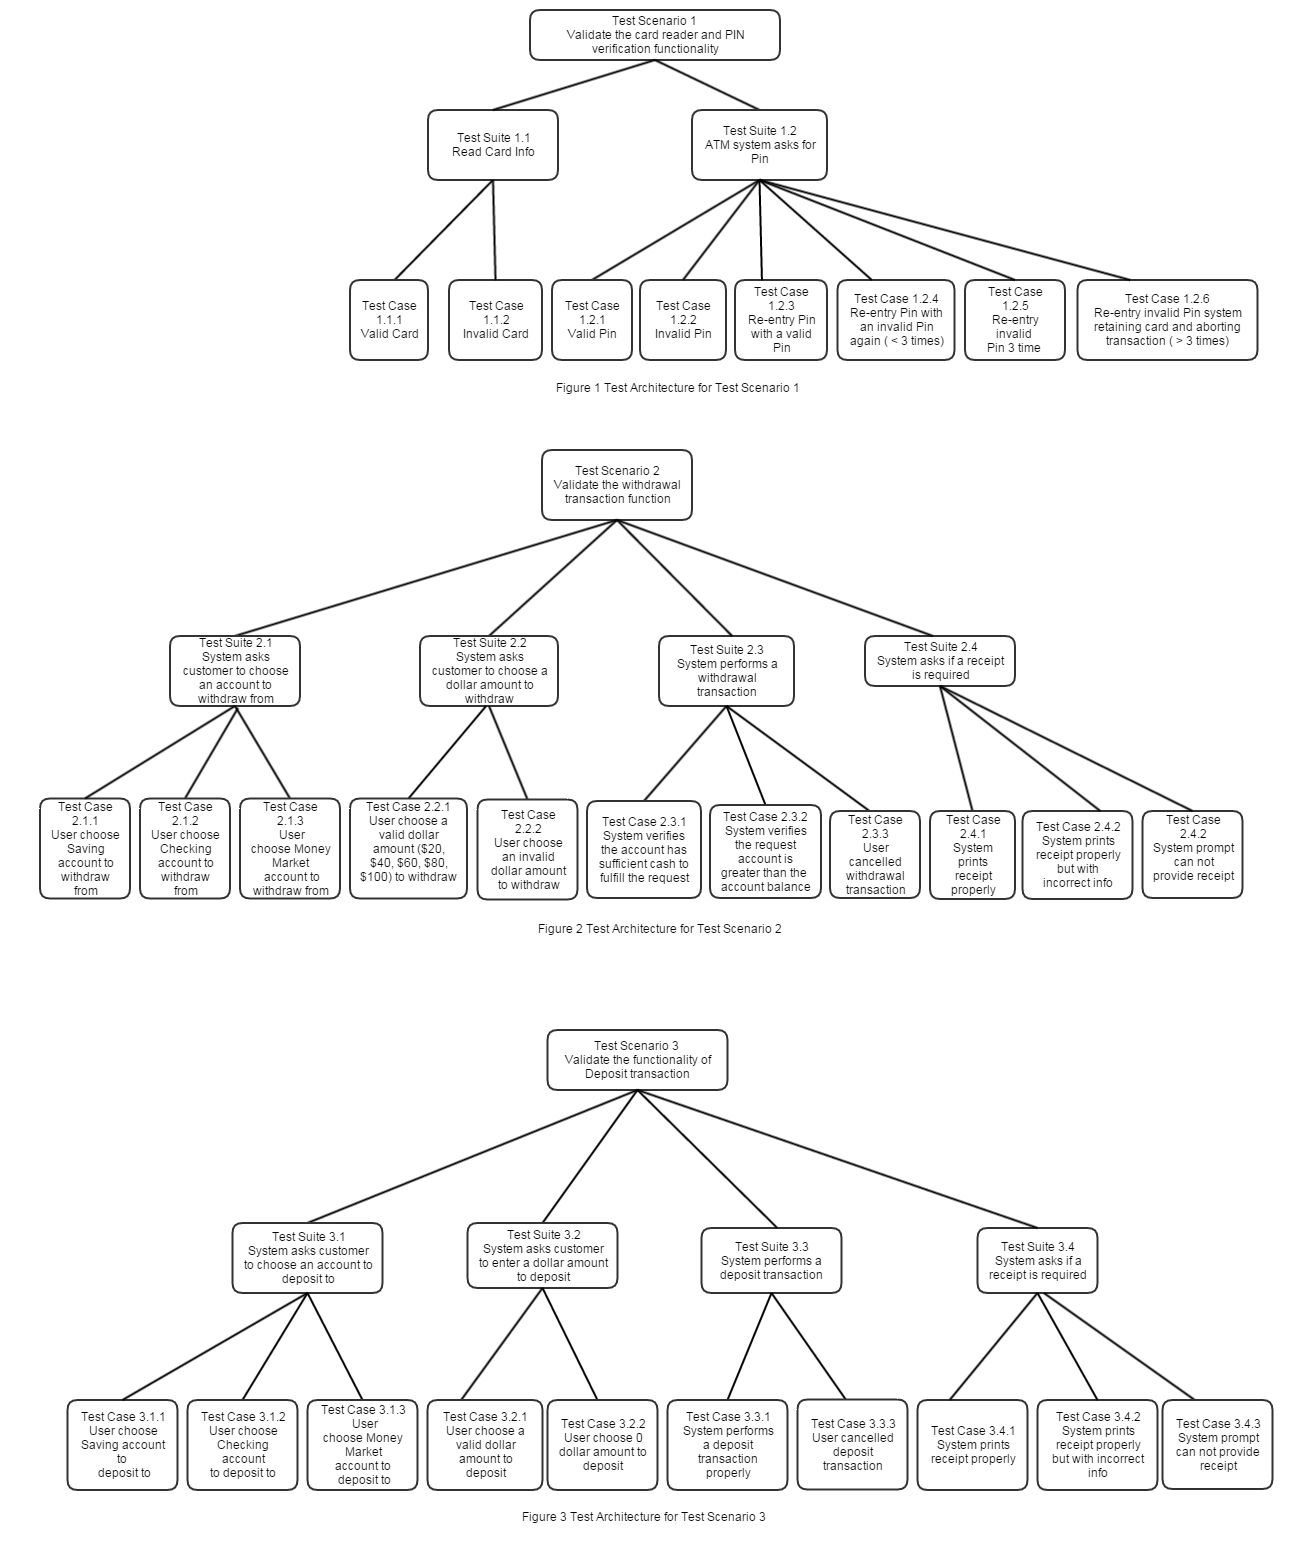 Test Scenario 1
Validate the card reader and PIN
verification functionality
Test Suite 1.1
Read Card Info
Test Suite 1.2
ATM system asks for
Pin
Test Case
1.1.1
Valid Card
Test Case
1.1.2
Invalid Card
Test Case
1.2.1
Valid Pin
Test Case
1.2.2
Invalid Pin
Test Case
1.2.3
Re-entry Pin
with a valid
Pin
Test Case 1.2.4
Re-entry Pin with
an invalid Pin
again ( < 3 times)
Test Case
1.2.5
Re-entry
invalid
Pin 3 time
Test Case 1.2.6
Re-entry invalid Pin system
retaining card and aborting
transaction ( > 3 times)
Figure 1 Test Architecture for Test Scenario 1
Test Scenario 2
Validate the withdrawal
transaction function
Test Suite 2.1
System asks
customer to choose
an account to
withdraw from
Test Suite 2.2
System asks
customer to choose a
dollar amount to
withdraw
Test Suite 2.3
System performs a
withdrawal
transaction
Test Suite 2.4
System asks if a receipt
is required
Test Case
2.1.1
User choose
Saving
account to
withdraw
from
Test Case
2.1.2
User choose
Checking
account to
withdraw
from
Test Case
2.1.3
User
choose Money
Market
account to
withdraw from
Test Case 2.2.1
User choose a
valid dollar
amount ($20,
$40, $60, $80,
$100) to withdraw
Test Case
2.2.2
User choose
an invalid
dollar amount
to withdraw
Test Case 2.3.1
System verifies
the account has
sufficient cash to
fulfill the request
Test Case 2.3.2
System verifies
the request
account is
greater than the
account balance
Test Case
2.3.3
User
cancelled
withdrawal
transaction
Test Case
2.4.1
System
prints
receipt
properly
Test Case 2.4.2
System prints
receipt properly
but with
incorrect info
Test Case
2.4.2
System prompt
can not
provide receipt
Figure 2 Test Architecture for Test Scenario 2
Test Scenario 3
Validate the functionality of
Deposit transaction
Test Suite 3.1
System asks customer
to choose an account to
deposit to
Test Suite 3.2
System asks customer
to enter a dollar amount
to deposit
Test Suite 3.3
System performs a
deposit transaction
Test Suite 3.4
System asks if a
receipt is required
Test Case 3.1.1
User choose
Saving account
to
deposit to
Test Case 3.1.2
User choose
Checking
account
to deposit to
Test Case 3.1.3
User
choose Money
Market
account to
deposit to
Test Case 3.2.1
User choose a
valid dollar
amount to
deposit
Test Case 3.2.2
User choose 0
dollar amount to
deposit
Test Case 3.3.1
System performs
a deposit
transaction
properly
Test Case 3.3.3
User cancelled
deposit
transaction
Test Case 3.4.1
System prints
receipt properly
Test Case 3.4.2
System prints
receipt properly
but with incorrect
info
Test Case 3.4.3
System prompt
can not provide
receipt
Figure 3 Test Architecture for Test Scenario 3